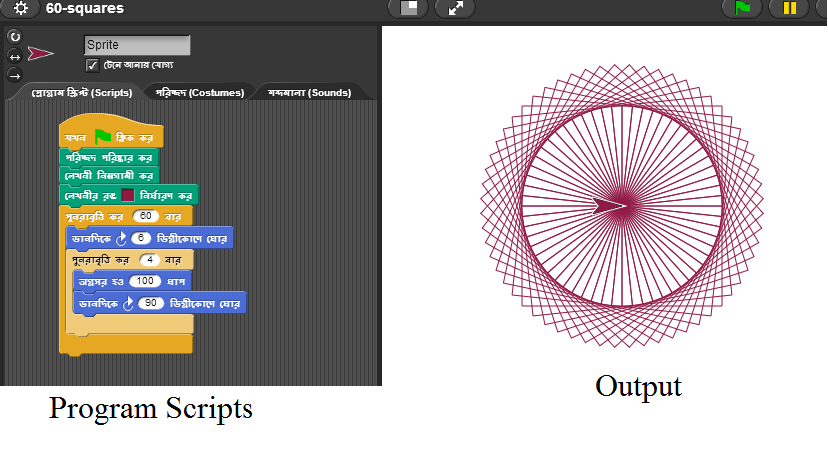 60-squares
Sprite
টেনে আনার যোগ্য
প্রোগ্রাম স্ক্রিপ্ট (Scripts)
পরিচ্ছদ (Costumes)
শব্দমালা (Sounds)
যখন ক্লিক কর
পরিচ্ছদ পরিষ্কার কর
লেখনী নিম্নগামী কর
লেখনীর রঙ নির্ধারণ কর
পুনরাবৃত্তি কর 60 বার
ডানদিকে 6 ডিগ্রীকোণে ঘোর
পুনরাবৃত্তি কর 4 বার
অগ্রসর হও 100 ধাপ
ডানদিকে 90 ডিগ্রীকোণে ঘোর
Program Scripts
Output